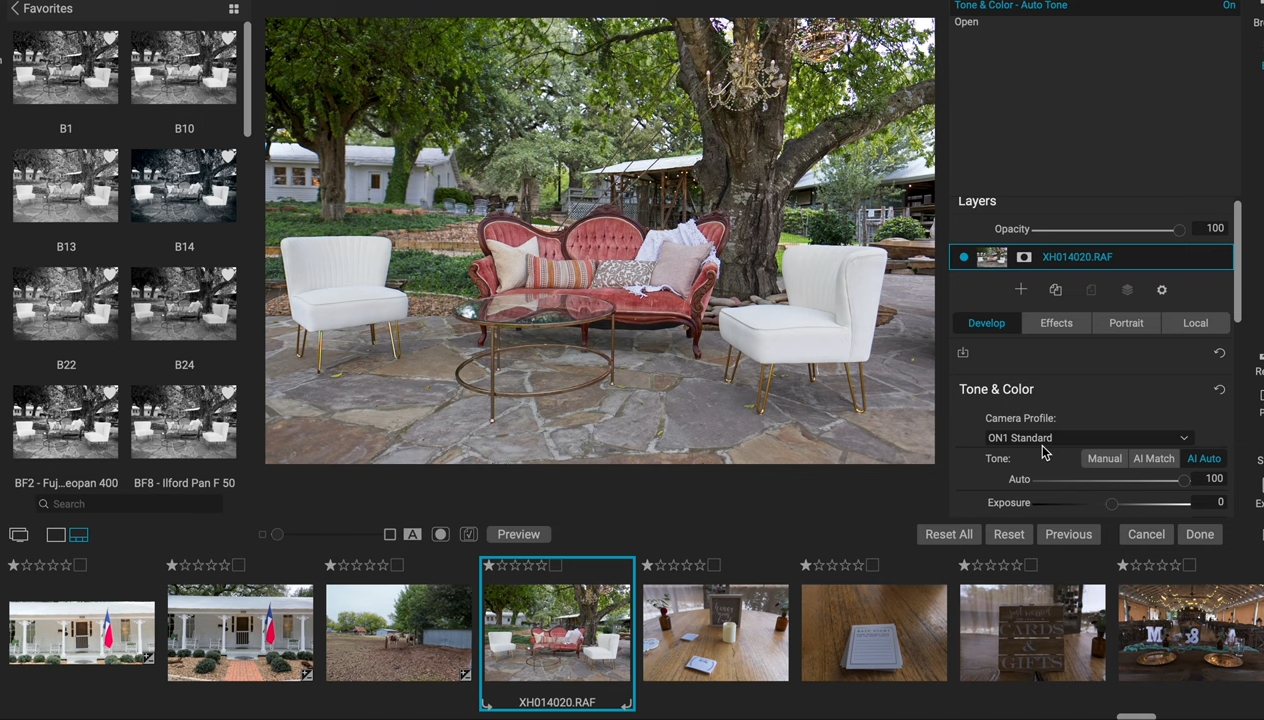 Favorites
B1
B10
B13
B14
B22
B24
BF2 - Fuj...eopan 400
BF8 - Ilford Pan F 50
Search
Tone & Color - Auto Tone
On
Open
Layers
Opacity
100
XH014020.RAF
Develop
Effects
Portrait
Local
Tone & Color
Camera Profile:
ON1 Standard
Tone:
Manual
AI Match
AI Auto
Auto
100
Exposure
0
A
Preview
Reset All
Reset
Previous
Cancel
Done
XH014020.RAF
CARDS
&
GIFTS
M & A